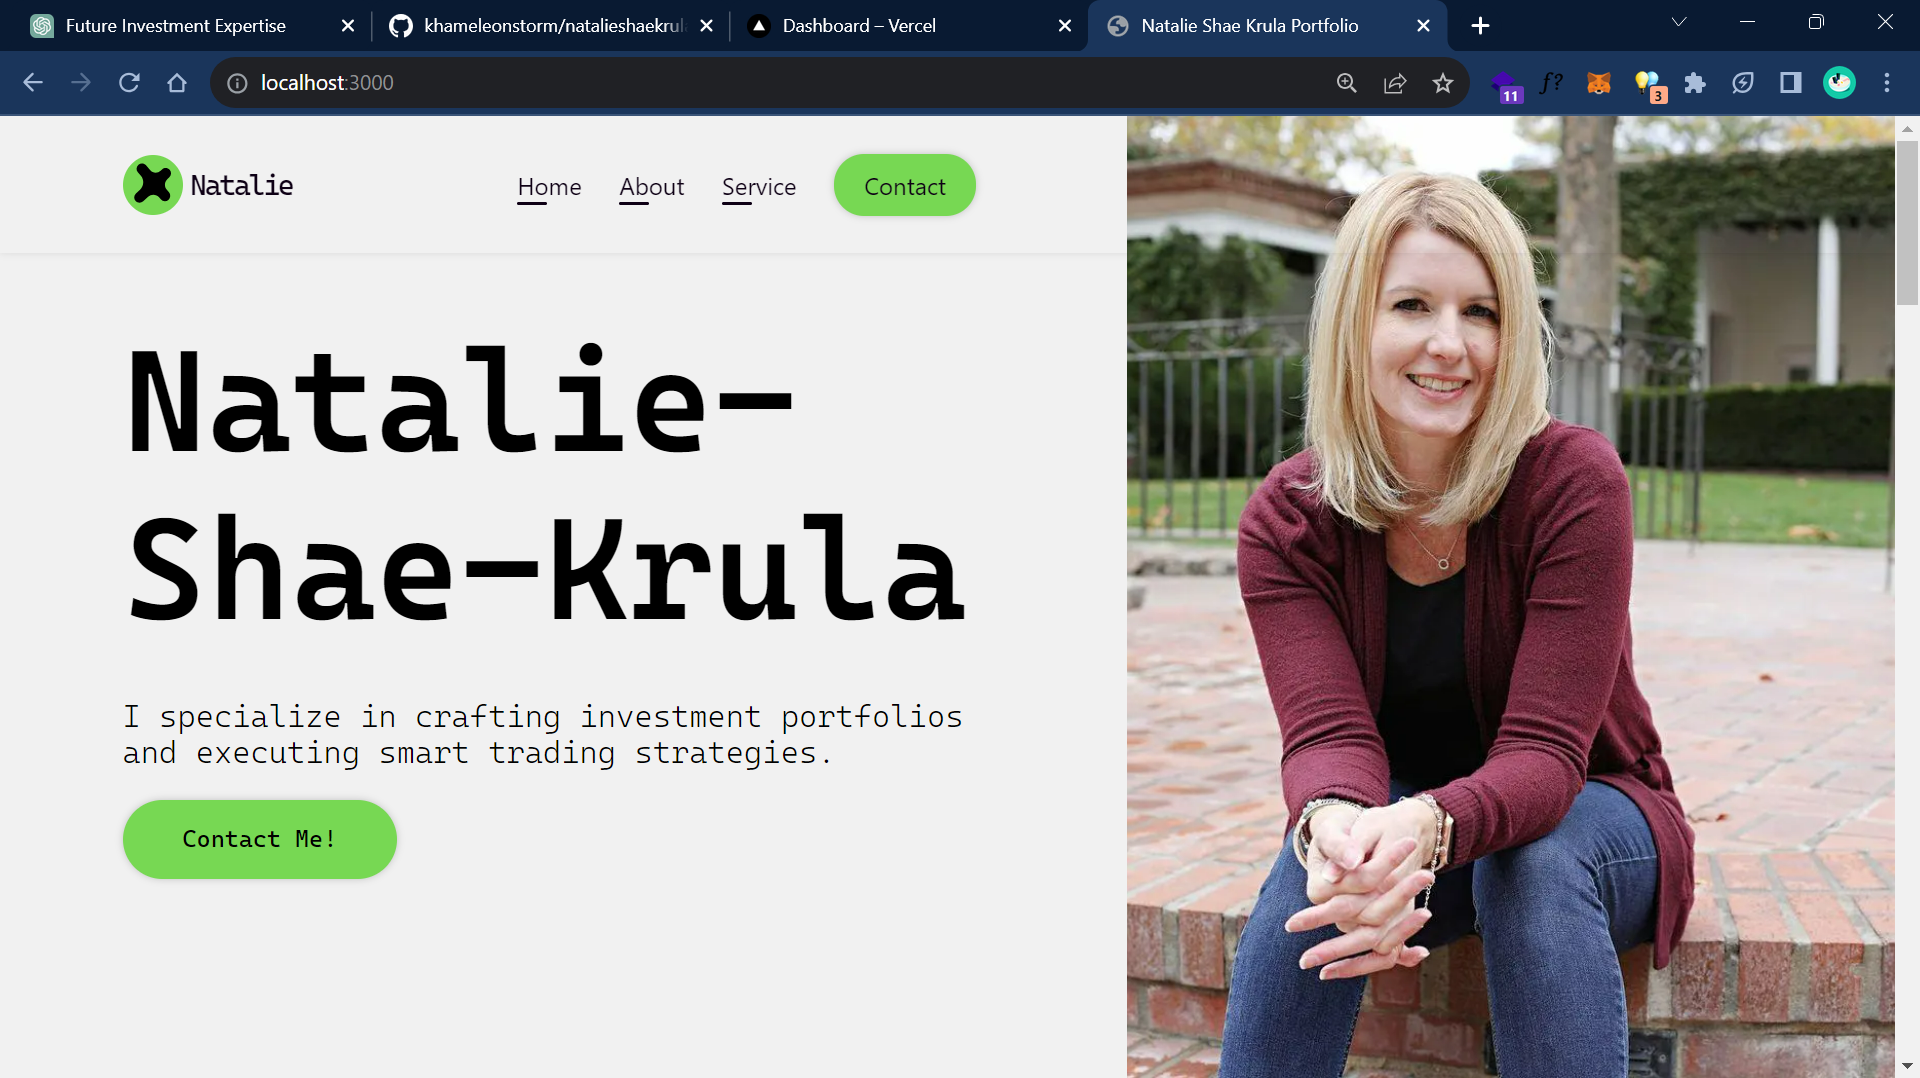 Future Investment Expertise
khameleonstorm/natalieshaekrul
Dashboard – Vercel
Natalie Shae Krula Portfolio
localhost:3000
f?
11
3
Natalie
Home
About
Service
Contact
Natalie-
Shae-Krula
I specialize in crafting investment portfolios
and executing smart trading strategies.
Contact Me!